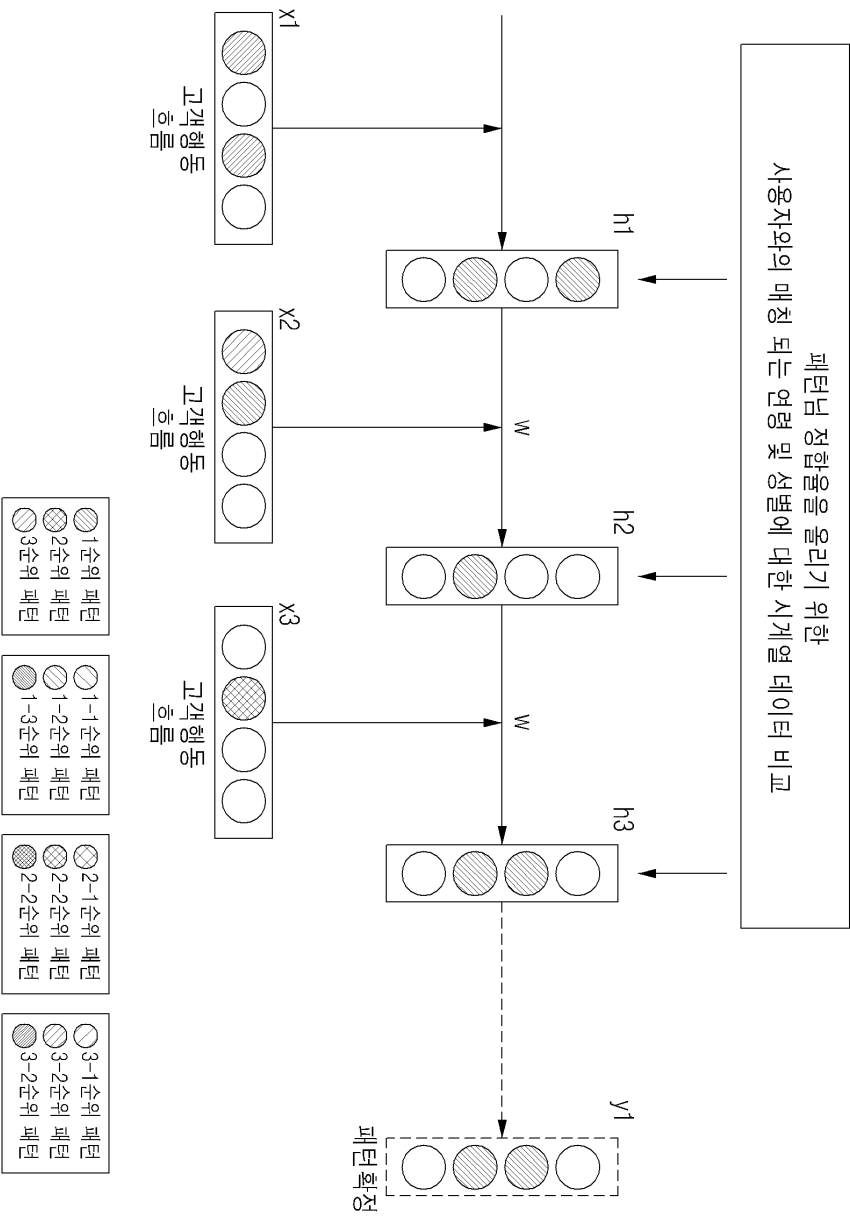 패턴님 정합율을 올리기 위한
사용자와의 매칭 되는 연령 및 성별에 대한 시계열 데이터 비교
h1
h2
h3
y1
w
w
패턴확정
x1
x2
x3
고객행동
흐름
고객행동
흐름
고객행동
흐름
1순위 패턴
2순위 패턴
3순위 패턴
1-1순위 패턴
1-2순위 패턴
1-3순위 패턴
2-1순위 패턴
2-2순위 패턴
2-2순위 패턴
3-1순위 패턴
3-2순위 패턴
3-2순위 패턴